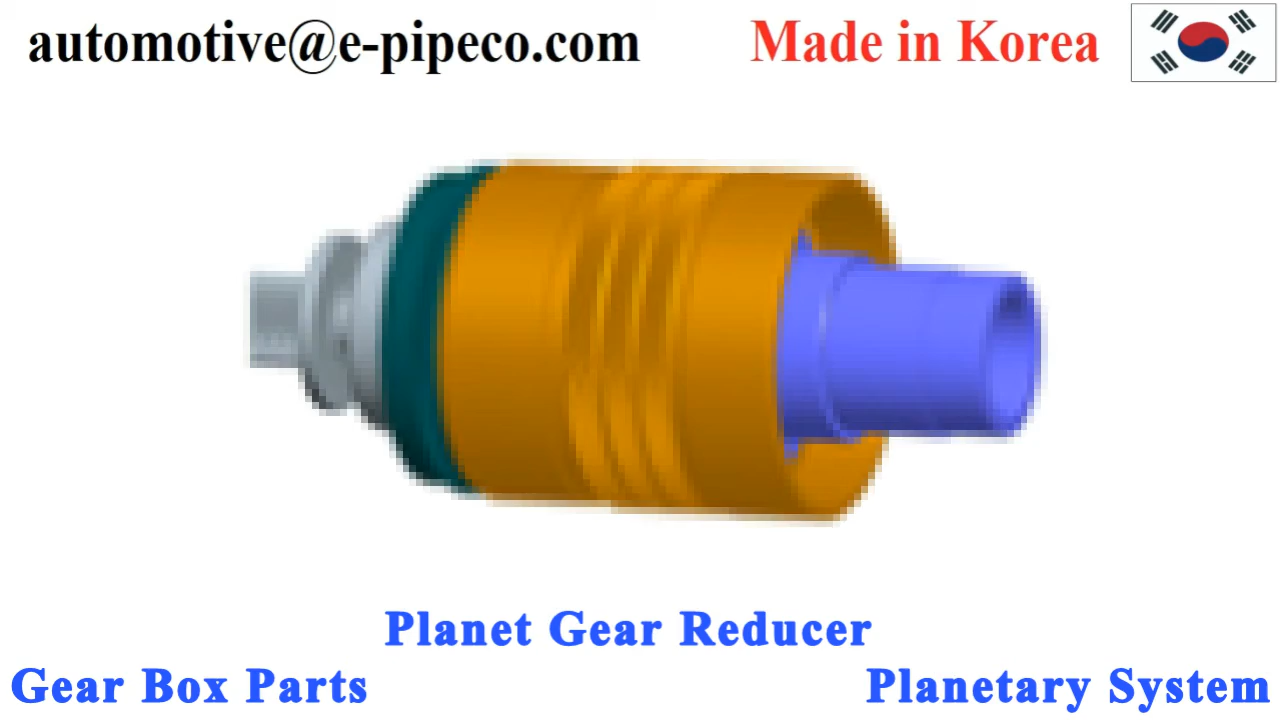 automotive@e-pipeco.com Made in Korea
Planet Gear Reducer
Gear Box Parts Planetary System